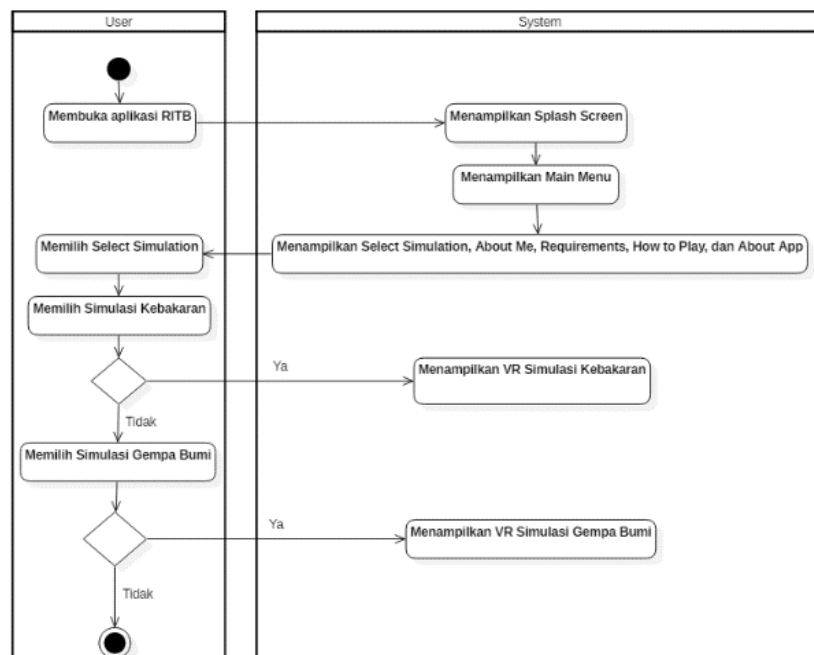 User
System
Membuka aplikasi RITB
Menampilkan Splash Screen
Menampilkan Main Menu
Memilih Select Simulation
Menampilkan Select Simulation, About Me, Requirements, How to Play, dan About App
Memilih Simulasi Kebakaran
Ya
Menampilkan VR Simulasi Kebakaran
Tidak
Memilih Simulasi Gempa Bumi
Ya
Menampilkan VR Simulasi Gempa Bumi
Tidak